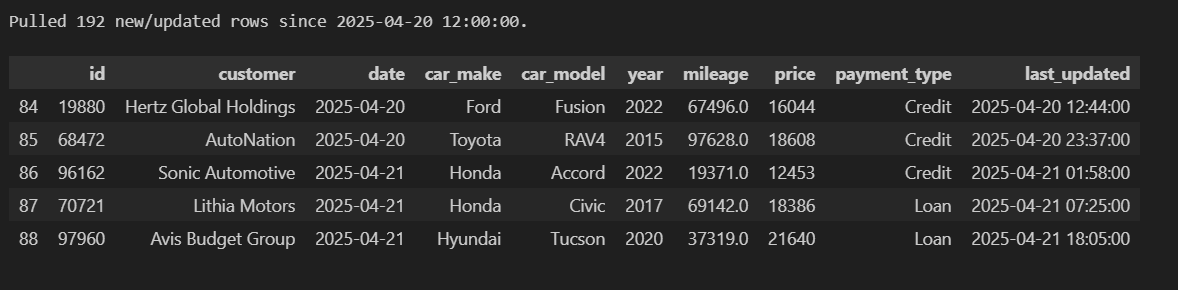 Pulled 192 new/updated rows since 2025-04-20 12:00:00.
id customer date car_make car_model year mileage price payment_type last_updated
84 19880 Hertz Global Holdings 2025-04-20 Ford Fusion 2022 67496.0 16044 Credit 2025-04-20 12:44:00
85 68472 AutoNation 2025-04-20 Toyota RAV4 2015 97628.0 18608 Credit 2025-04-20 23:37:00
86 96162 Sonic Automotive 2025-04-21 Honda Accord 2022 19371.0 12453 Credit 2025-04-21 01:58:00
87 70721 Lithia Motors 2025-04-21 Honda Civic 2017 69142.0 18386 Loan 2025-04-21 07:25:00
88 97960 Avis Budget Group 2025-04-21 Hyundai Tucson 2020 37319.0 21640 Loan 2025-04-21 18:05:00